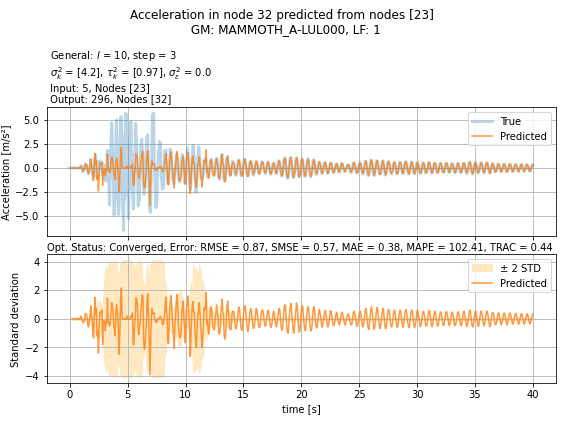 Acceleration in node 32 predicted from nodes [23]
GM: MAMMOTH_A-LUL000, LF: 1
General: l = 10, step = 3
σ²ₖ = [4.2], τ²ₖ = [0.97], σ²ε = 0.0
Input: 5, Nodes [23]
Output: 296, Nodes [32]
Acceleration [m/s²]
5.0
2.5
0.0
−2.5
−5.0
True
Predicted
Opt. Status: Converged, Error: RMSE = 0.87, SMSE = 0.57, MAE = 0.38, MAPE = 102.41, TRAC = 0.44
Standard deviation
4
2
0
−2
−4
± 2 STD
Predicted
0 5 10 15 20 25 30 35 40
time [s]